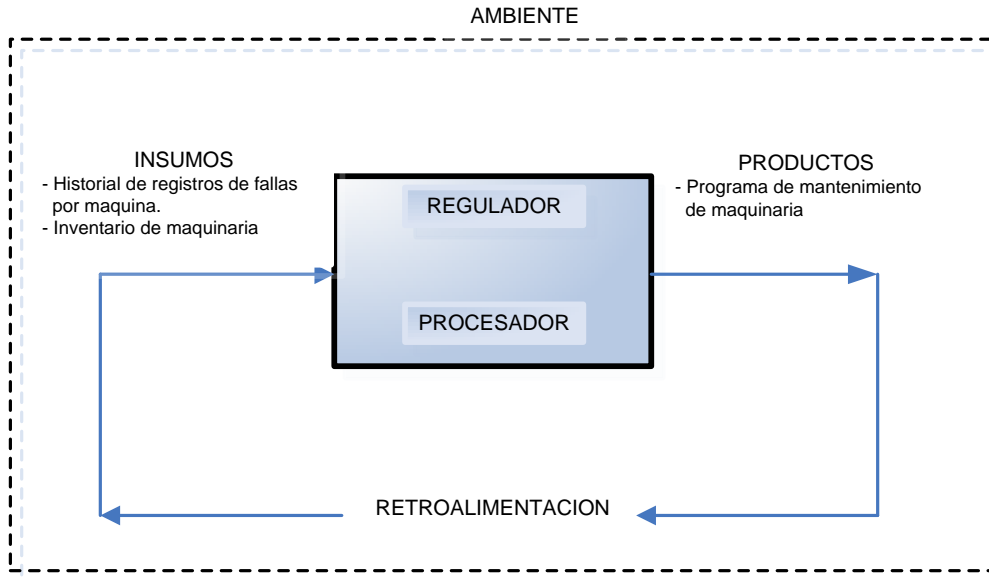 AMBIENTE
INSUMOS
- Historial de registros de fallas
por maquina.
- Inventario de maquinaria
REGULADOR
PROCESADOR
PRODUCTOS
- Programa de mantenimiento
de maquinaria
RETROALIMENTACION